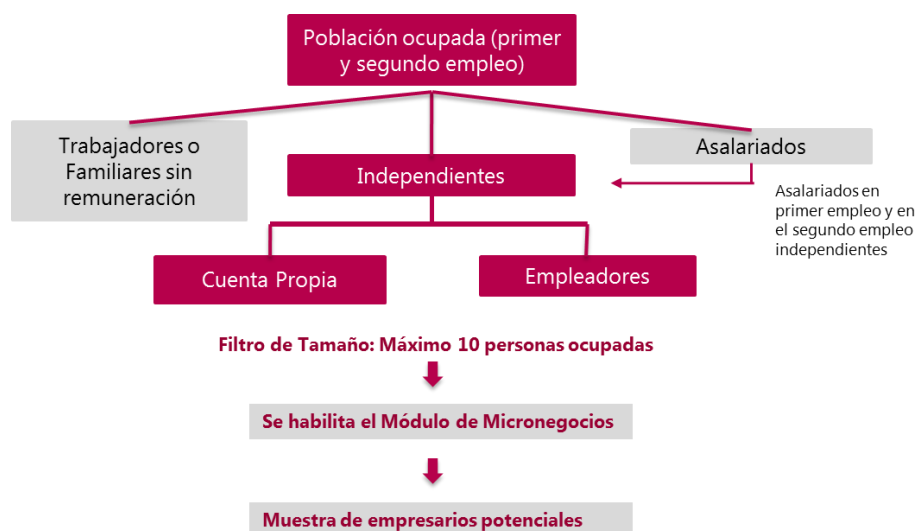 Población ocupada (primer
y segundo empleo)
Trabajadores o
Familiares sin
remuneración
Independientes
Asalariados
Asalariados en
primer empleo y en
el segundo empleo
independientes
Cuenta Propia
Empleadores
Filtro de Tamaño: Máximo 10 personas ocupadas
Se habilita el Módulo de Micronegocios
Muestra de empresarios potenciales